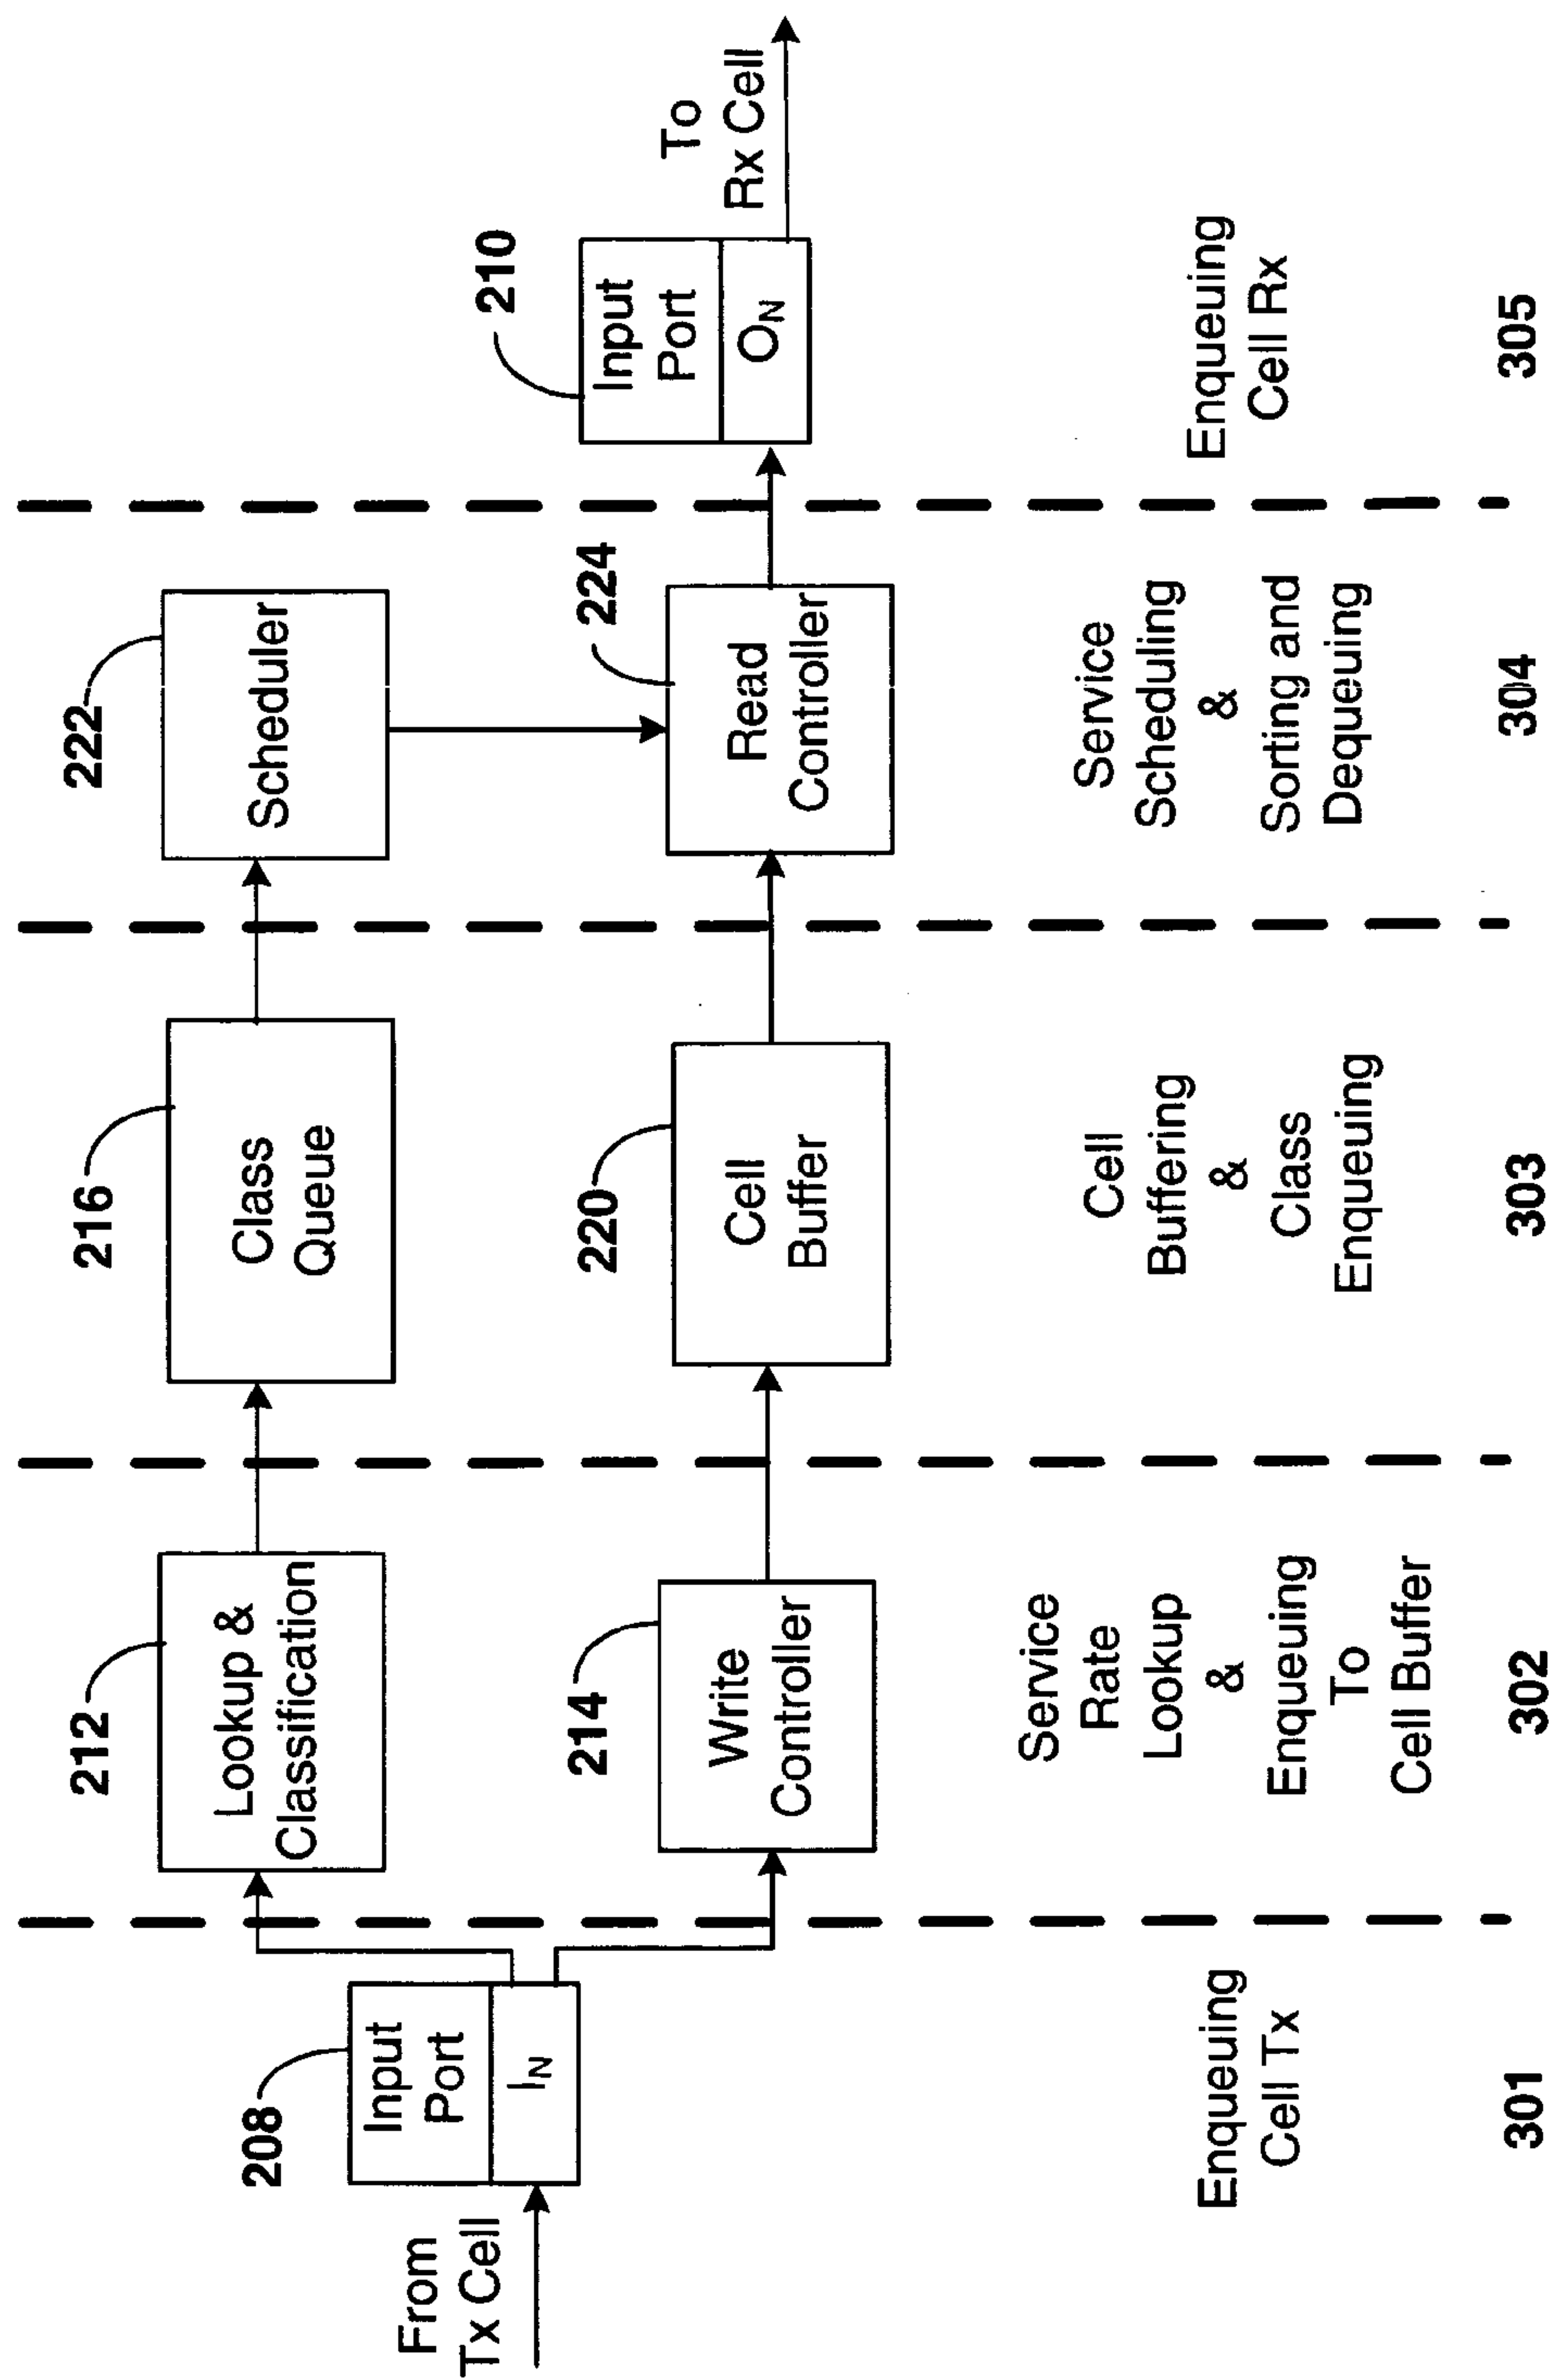 From
Tx Cell
208
Input
Port
IN
212
Lookup &
Classification
214
Write
Controller
216
Class
Queue
220
Cell
Buffer
222
Scheduler
224
Read
Controller
210
Input
Port
ON
To
Rx Cell
Enqueuing
Cell Tx
301
Service
Rate
Lookup
&
Enqueuing
To
Cell Buffer
302
Cell
Buffering
&
Class
Enqueuing
303
Service
Scheduling
&
Sorting and
Dequeuing
304
Enqueuing
Cell Rx
305